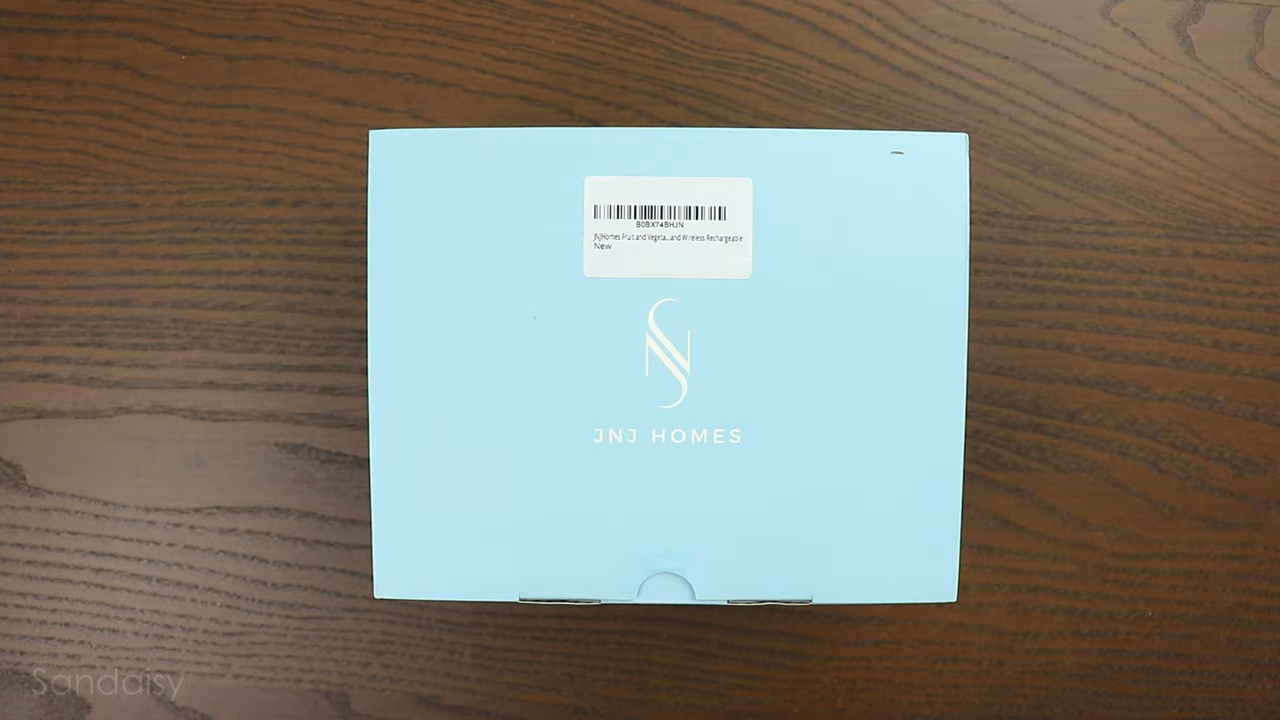 B0BX74BHJN
JNJHomes Fruit and Vegeta...and Wireless Rechargeable
New
JNJ HOMES
Sandaisy